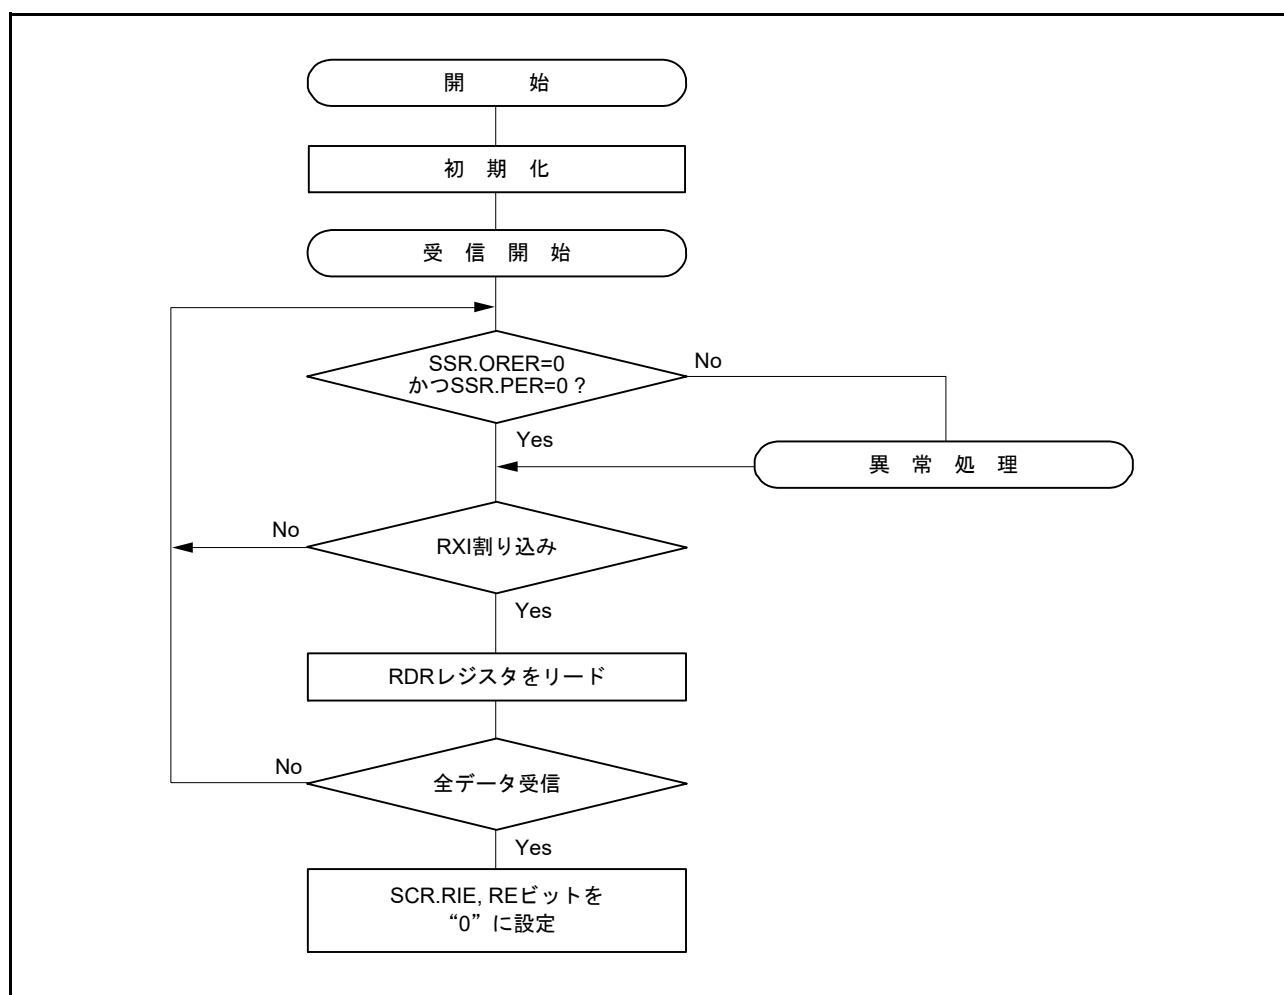 開始
初期化
受信開始
SSR.ORER=0
かつSSR.PER=0 ?
No
Yes
異常処理
No
RXI割り込み
Yes
RDRレジスタをリード
No
全データ受信
Yes
SCR.RIE, REビットを
“0”に設定